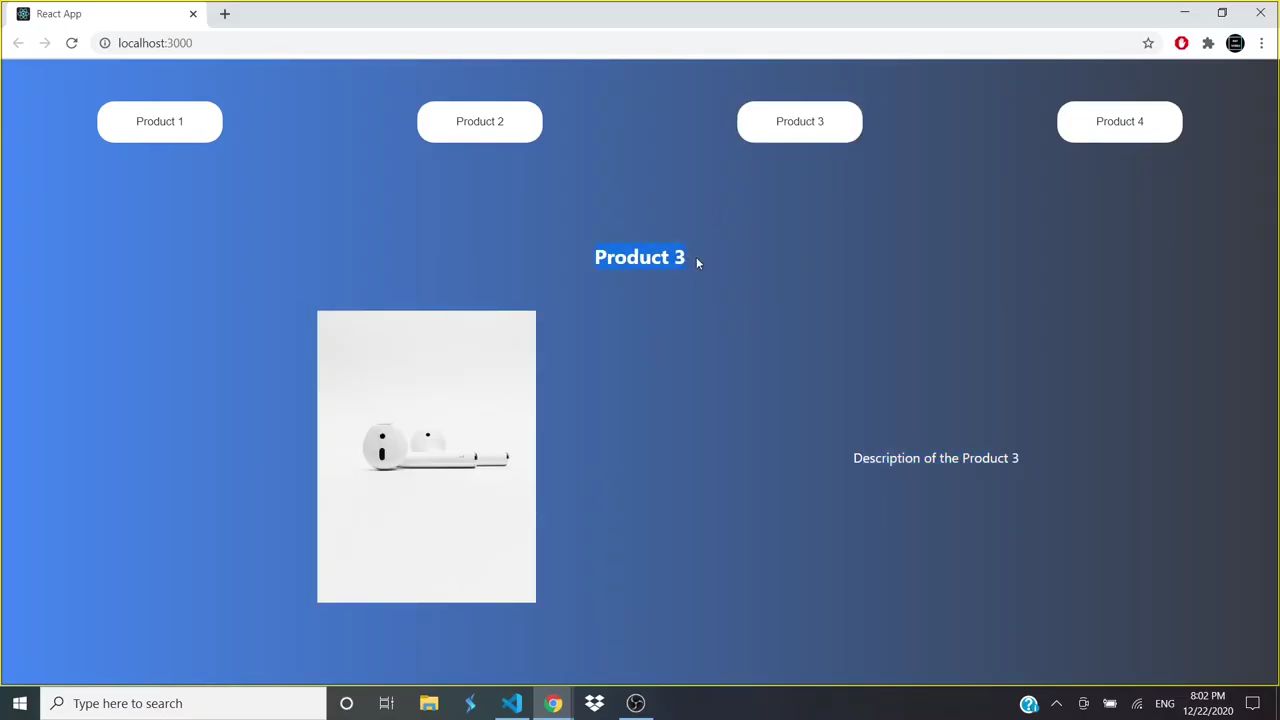 React App
localhost:3000
Product 1
Product 2
Product 3
Product 4
Product 3
Description of the Product 3
Type here to search
ENG
8:02 PM
12/22/2020